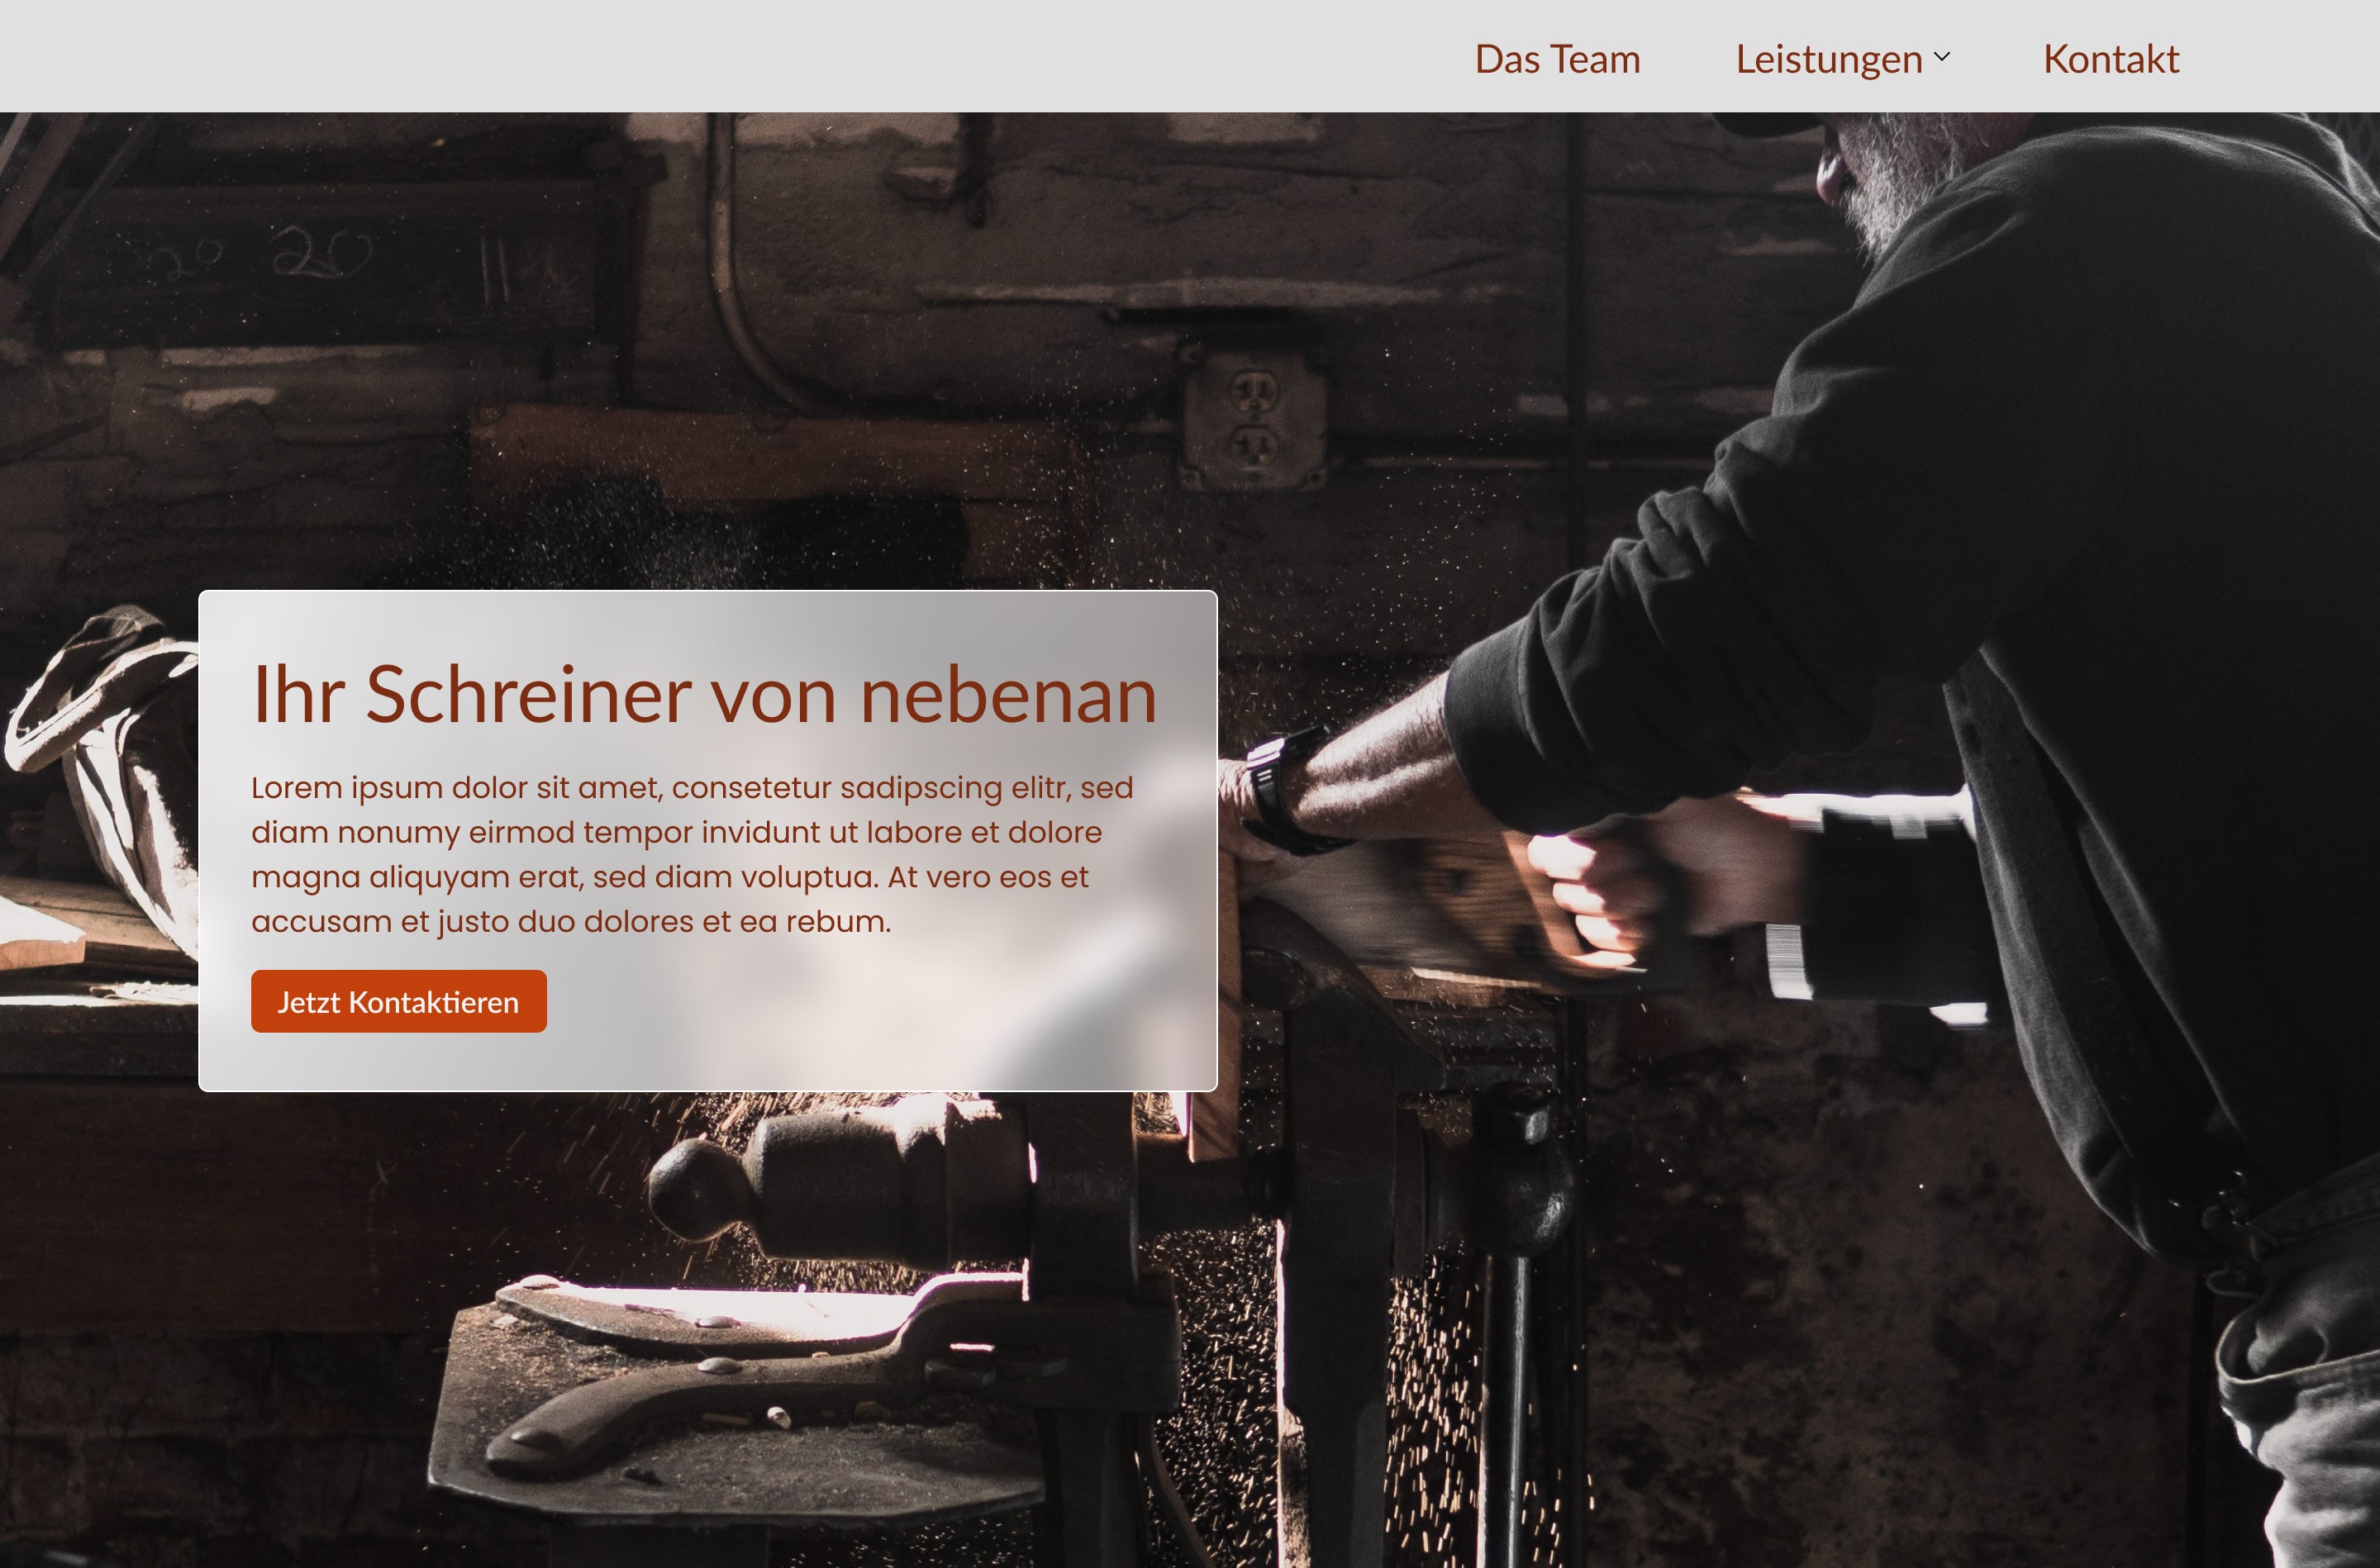 Das Team Leistungen Kontakt
20 20 11
Ihr Schreiner von nebenan
Lorem ipsum dolor sit amet, consetetur sadipscing elitr, sed
diam nonumy eirmod tempor invidunt ut labore et dolore
magna aliquyam erat, sed diam voluptua. At vero eos et
accusam et justo duo dolores et ea rebum.
Jetzt Kontaktieren